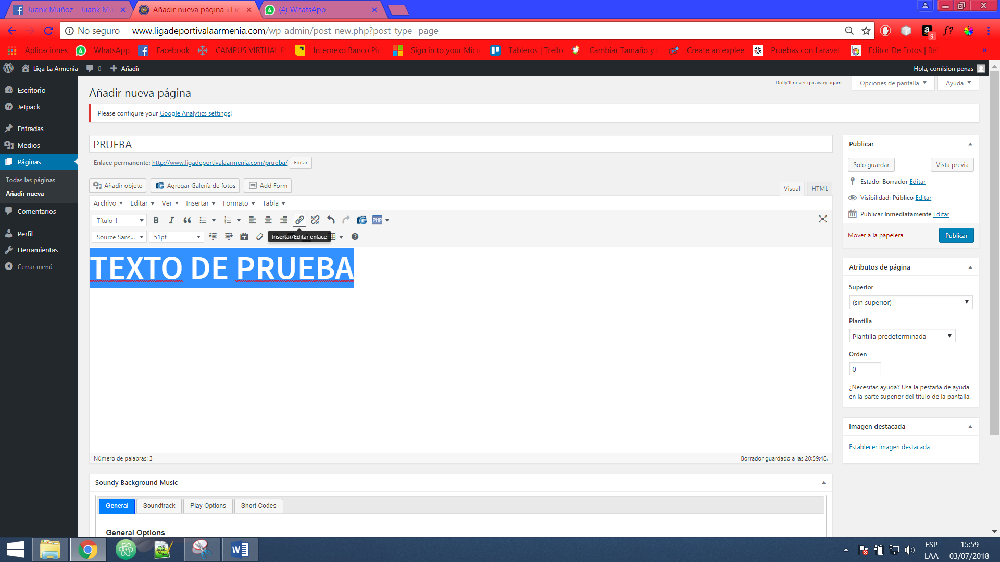 Juank Muñoz - Juank Mu
Añadir nueva página ‹ Li
(4) WhatsApp
No seguro
www.ligadeportivalaarmenia.com/wp-admin/post-new.php?post_type=page
9
f?
Aplicaciones
WhatsApp
Facebook
CAMPUS VIRTUAL
Internexo Banco Pic
Sign in to your Micr
Tableros | Trello
Cambiar Tamaño y
Create an explee
Pruebas con Laravel
Editor De Fotos | Be
»
Liga La Armenia
0
Añadir
Hola, comision penas
Escritorio
Jetpack
Entradas
Medios
Páginas
Todas las páginas
Añadir nueva
Comentarios
Perfil
Herramientas
Cerrar menú
Dolly'll never go away again
Opciones de pantalla
Ayuda
Añadir nueva página
Please configure your Google Analytics settings!
PRUEBA
Enlace permanente: http://www.ligadeportivalaarmenia.com/prueba/
Editar
Añadir objeto
Agregar Galería de fotos
Add Form
Visual
HTML
Archivo
Editar
Ver
Insertar
Formato
Tabla
Título 1
B
I
PHP
Source Sans...
51pt
Insertar/Editar enlace
TEXTO DE PRUEBA
Número de palabras: 3
Borrador guardado a las 20:59:48.
Soundy Background Music
General
Soundtrack
Play Options
Short Codes
General Options
Publicar
Solo guardar
Vista previa
Estado: Borrador Editar
Visibilidad: Público Editar
Publicar inmediatamente Editar
Mover a la papelera
Publicar
Atributos de página
Superior
(sin superior)
Plantilla
Plantilla predeterminada
Orden
0
¿Necesitas ayuda? Usa la pestaña de ayuda
en la parte superior del título de la pantalla.
Imagen destacada
Establecer imagen destacada
ESP
LAA
15:59
03/07/2018